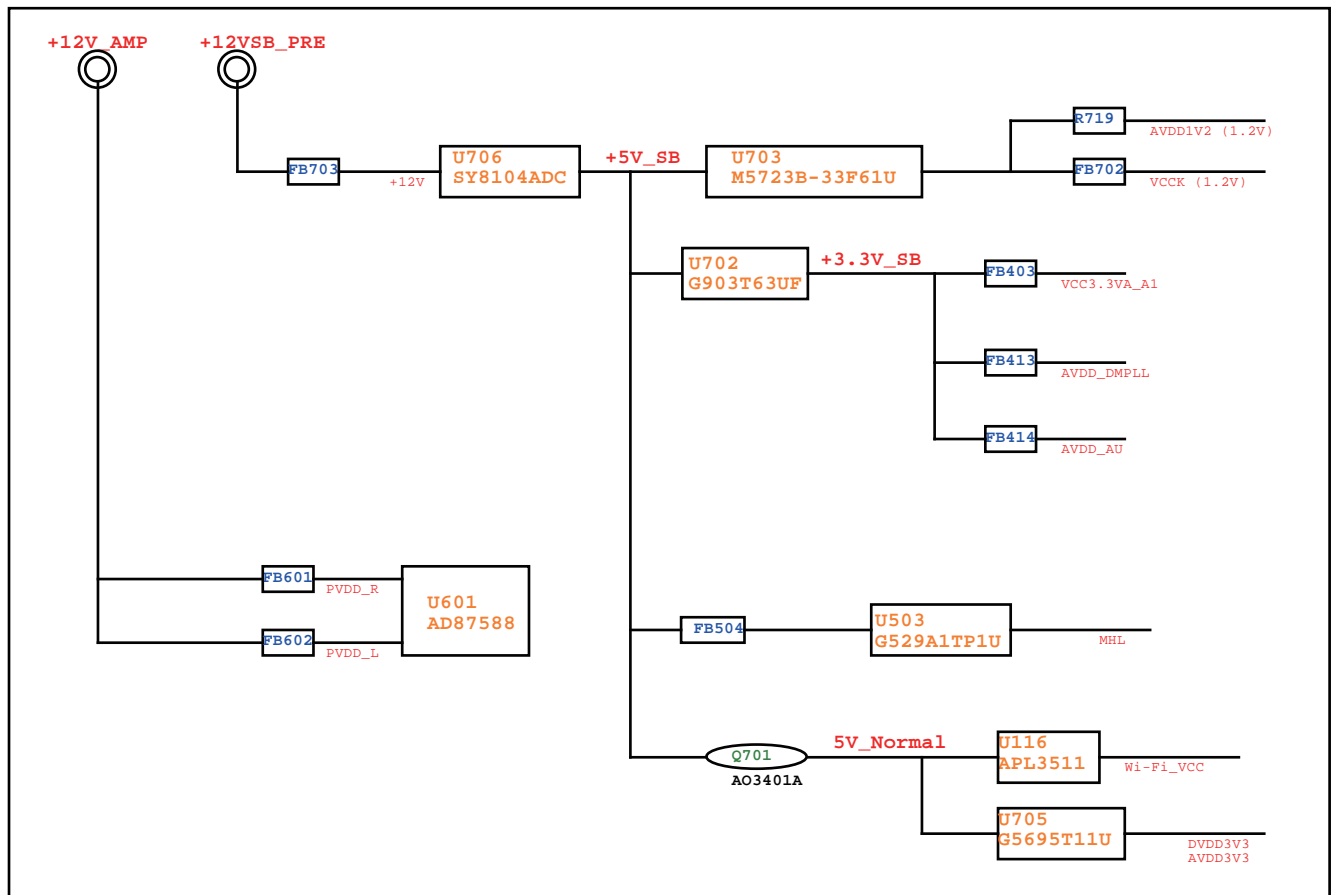 +12V_AMP
+12VSB_PRE
R719
AVDD1V2 (1.2V)
U706
SY8104ADC
+5V_SB
U703
M5723B-33F61U
FB703
+12V
FB702
VCCK (1.2V)
U702
G903T63UF
+3.3V_SB
FB403
VCC3.3VA_A1
FB413
AVDD_DMPLL
FB414
AVDD_AU
FB601
PVDD_R
U601
AD87588
FB602
PVDD_L
FB504
U503
G529A1TP1U
MHL
Q701
AO3401A
5V_Normal
U116
APL3511
Wi-Fi_VCC
U705
G5695T11U
DVDD3V3
AVDD3V3